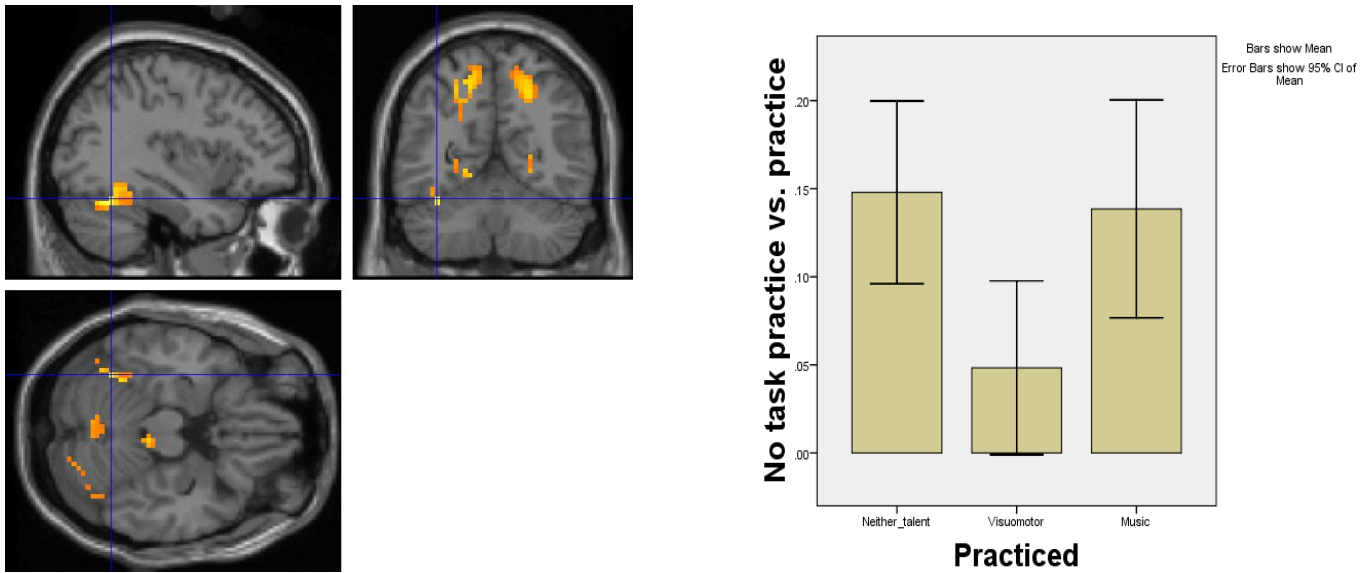 Bars show Mean
Error Bars show 95% CI of
Mean
No task practice vs. practice
.20
.15
.10
.05
.00
Neither_talent Visuomotor Music
Practiced